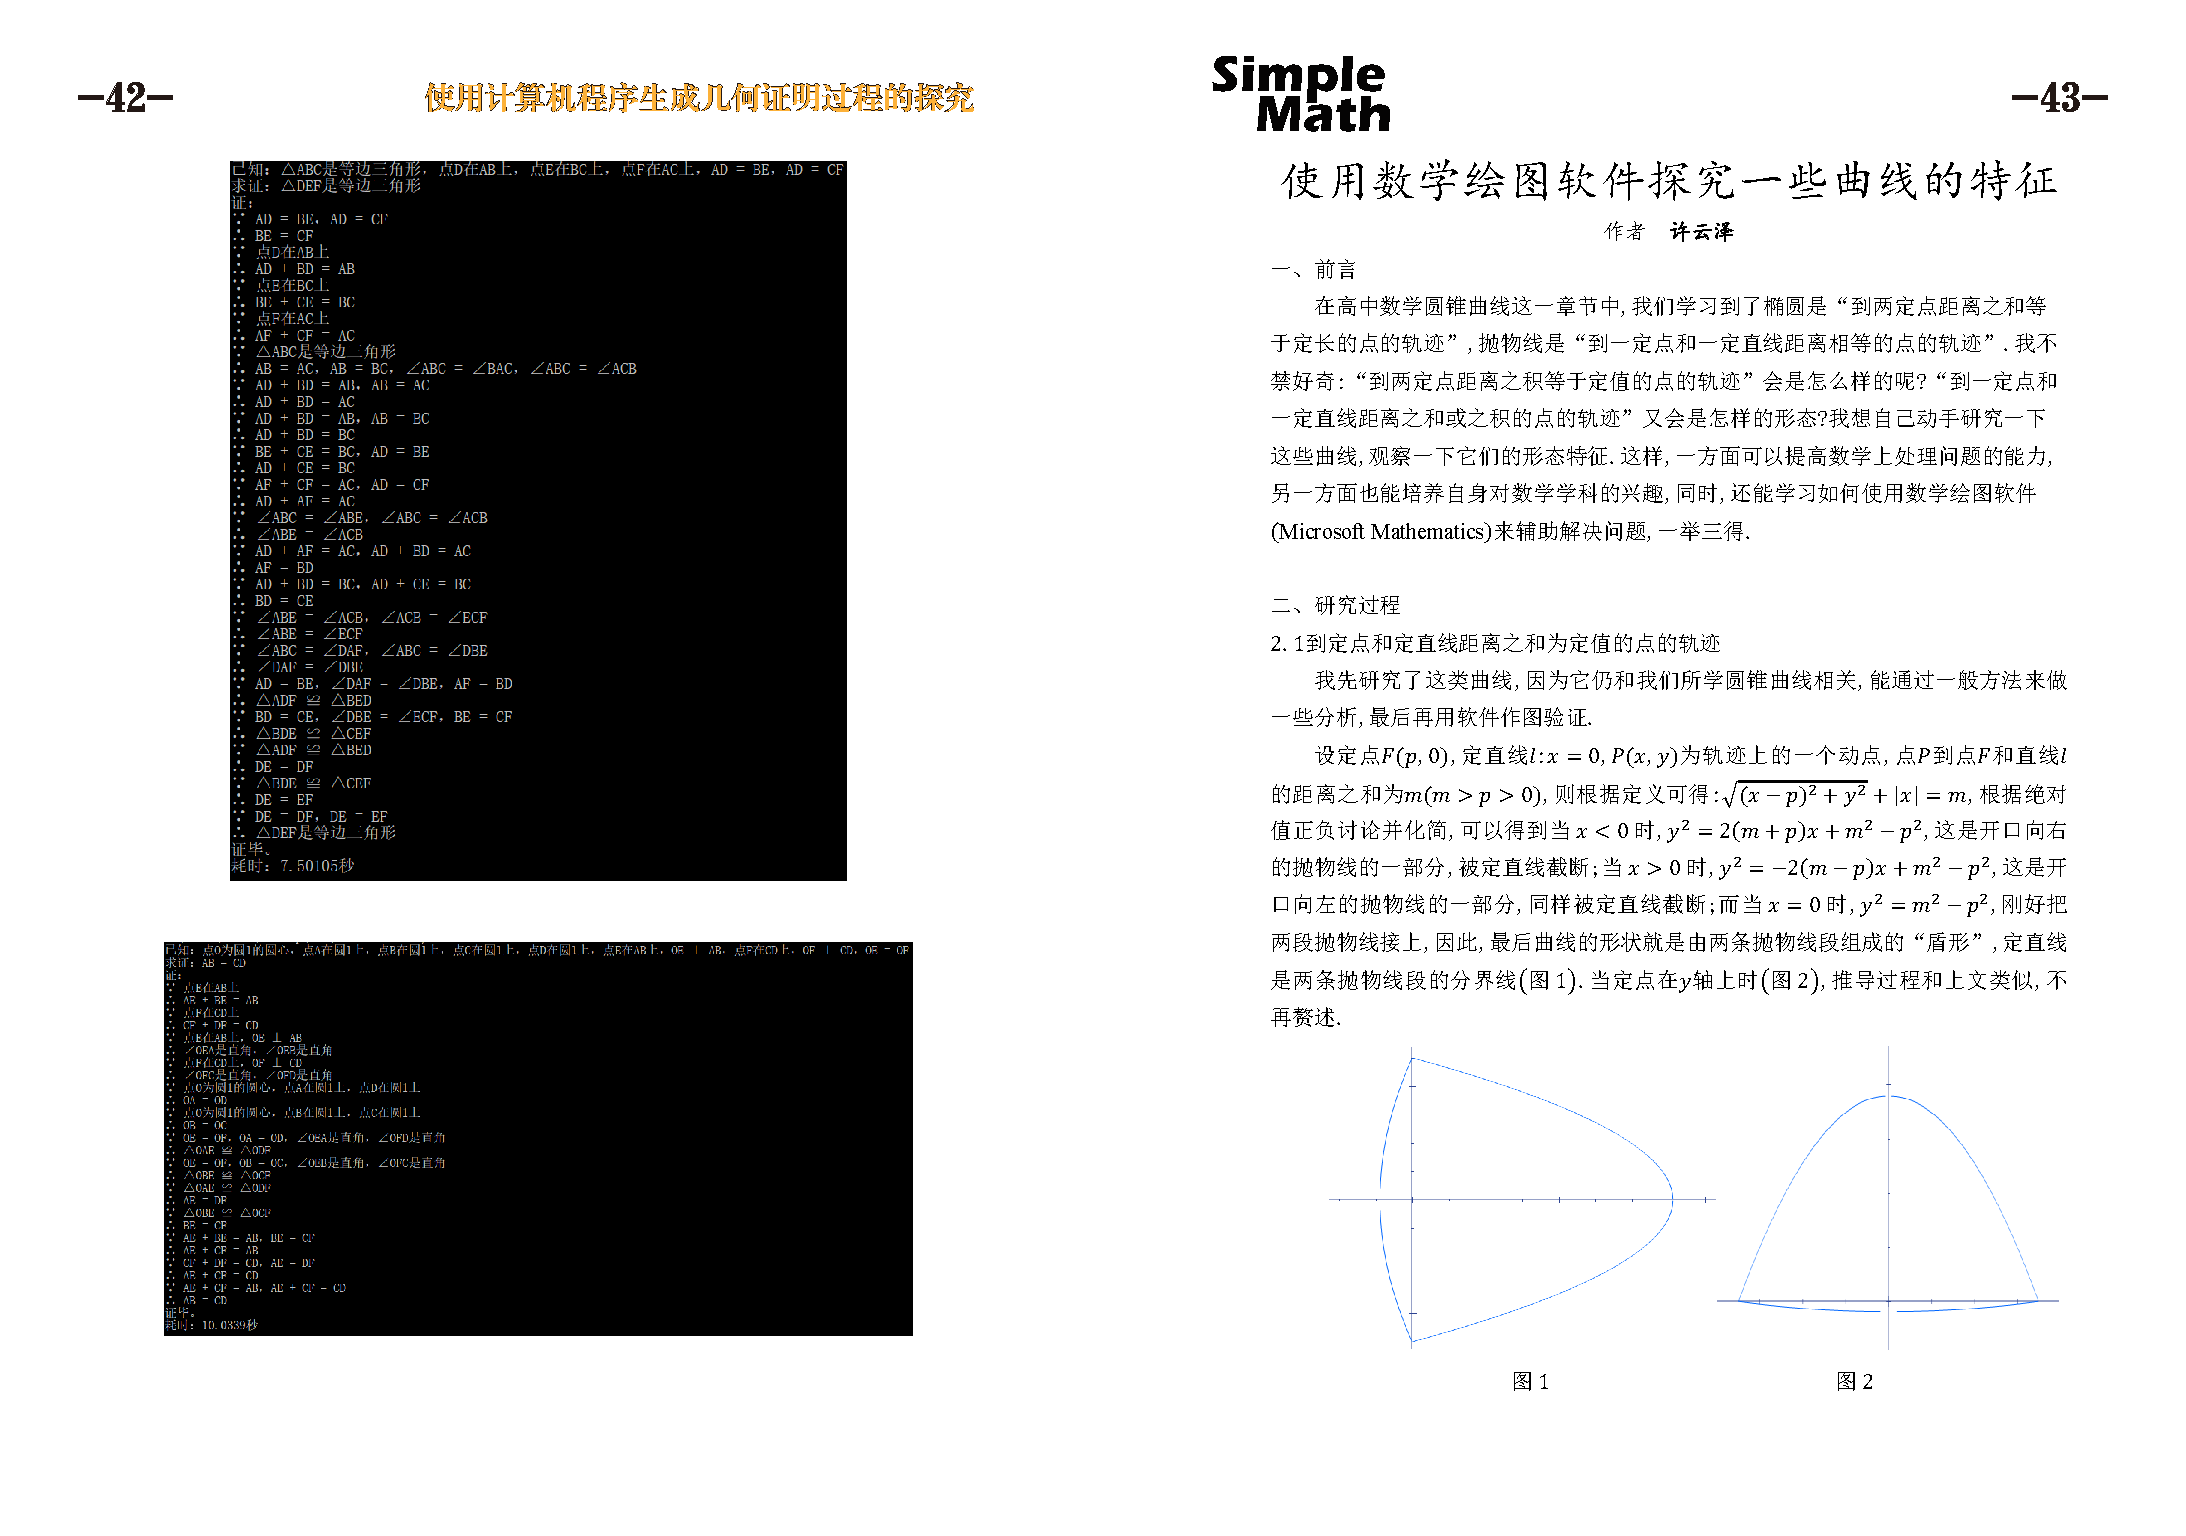 -42-
使用计算机程序生成几何证明过程的探究
已知：△ABC是等边三角形，点D在AB上，点E在BC上，点F在AC上，AD = BE，AD = CF
求证：△DEF是等边三角形
证：
∵ AD = BE，AD = CF
∴ BE = CF
∵ 点D在AB上
∴ AD + BD = AB
∵ 点E在BC上
∴ BE + CE = BC
∵ 点F在AC上
∴ AF + CF = AC
∵ △ABC是等边三角形
∴ AB = AC，AB = BC，∠ABC = ∠BAC，∠ABC = ∠ACB
∵ AD + BD = AB，AB = AC
∴ AD + BD = AC
∵ AD + BD = AB，AB = BC
∴ AD + BD = BC
∵ BE + CE = BC，AD = BE
∴ AD + CE = BC
∵ AF + CF = AC，AD = CF
∴ AD + AF = AC
∵ ∠ABC = ∠ABE，∠ABC = ∠ACB
∴ ∠ABE = ∠ACB
∵ AD + AF = AC，AD + BD = AC
∴ AF = BD
∵ AD + BD = BC，AD + CE = BC
∴ BD = CE
∵ ∠ABE = ∠ACB，∠ACB = ∠ECF
∴ ∠ABE = ∠ECF
∵ ∠ABC = ∠DAF，∠ABC = ∠DBE
∴ ∠DAF = ∠DBE
∵ AD = BE，∠DAF = ∠DBE，AF = BD
∴ △ADF ≌ △BED
∵ BD = CE，∠DBE = ∠ECF，BE = CF
∴ △BDE ≌ △CEF
∵ △ADF ≌ △BED
∴ DE = DF
∵ △BDE ≌ △CEF
∴ DE = EF
∵ DE = DF，DE = EF
∴ △DEF是等边三角形
证毕。
耗时：7.50105秒
已知：点O为圆1的圆心，点A在圆1上，点B在圆1上，点C在圆1上，点D在圆1上，点E在AB上，OE ⊥ AB，点F在CD上，OF ⊥ CD，OE = OF
求证：AB = CD
证：
∵ 点E在AB上
∴ AE + BE = AB
∵ 点F在CD上
∴ CF + DF = CD
∵ 点E在AB上，OE ⊥ AB
∴ ∠OEA是直角，∠OEB是直角
∵ 点F在CD上，OF ⊥ CD
∴ ∠OFC是直角，∠OFD是直角
∵ 点O为圆1的圆心，点A在圆1上，点D在圆1上
∴ OA = OD
∵ 点O为圆1的圆心，点B在圆1上，点C在圆1上
∴ OB = OC
∵ OE = OF，OA = OD，∠OEA是直角，∠OFD是直角
∴ △OAE ≌ △ODF
∵ OE = OF，OB = OC，∠OEB是直角，∠OFC是直角
∴ △OBE ≌ △OCF
∵ △OAE ≌ △ODF
∴ AE = DF
∵ △OBE ≌ △OCF
∴ BE = CF
∵ AE + BE = AB，BE = CF
∴ AE + CF = AB
∵ CF + DF = CD，AE = DF
∴ AE + CF = CD
∵ AE + CF = AB，AE + CF = CD
∴ AB = CD
证毕。
耗时：10.0339秒
Simple
Math
-43-
使用数学绘图软件探究一些曲线的特征
作者 许云泽
一、前言
在高中数学圆锥曲线这一章节中,我们学习到了椭圆是“到两定点距离之和等
于定长的点的轨迹”,抛物线是“到一定点和一定直线距离相等的点的轨迹”.我不
禁好奇:“到两定点距离之积等于定值的点的轨迹”会是怎么样的呢?“到一定点和
一定直线距离之和或之积的点的轨迹”又会是怎样的形态?我想自己动手研究一下
这些曲线,观察一下它们的形态特征.这样,一方面可以提高数学上处理问题的能力,
另一方面也能培养自身对数学学科的兴趣,同时,还能学习如何使用数学绘图软件
(Microsoft Mathematics)来辅助解决问题,一举三得.
二、研究过程
2.1到定点和定直线距离之和为定值的点的轨迹
我先研究了这类曲线,因为它仍和我们所学圆锥曲线相关,能通过一般方法来做
一些分析,最后再用软件作图验证.
设定点F(p,0),定直线l:x = 0,P(x,y)为轨迹上的一个动点,点P到点F和直线l
的距离之和为m(m > p > 0),则根据定义可得:√(x − p)² + y² + |x| = m,根据绝对
值正负讨论并化简,可以得到当 x < 0 时,y² = 2(m + p)x + m² − p²,这是开口向右
的抛物线的一部分,被定直线截断;当 x > 0 时,y² = −2(m − p)x + m² − p²,这是开
口向左的抛物线的一部分,同样被定直线截断;而当 x = 0 时,y² = m² − p²,刚好把
两段抛物线接上,因此,最后曲线的形状就是由两条抛物线段组成的“盾形”,定直线
是两条抛物线段的分界线(图 1).当定点在y轴上时(图 2),推导过程和上文类似,不
再赘述.
图 1
图 2